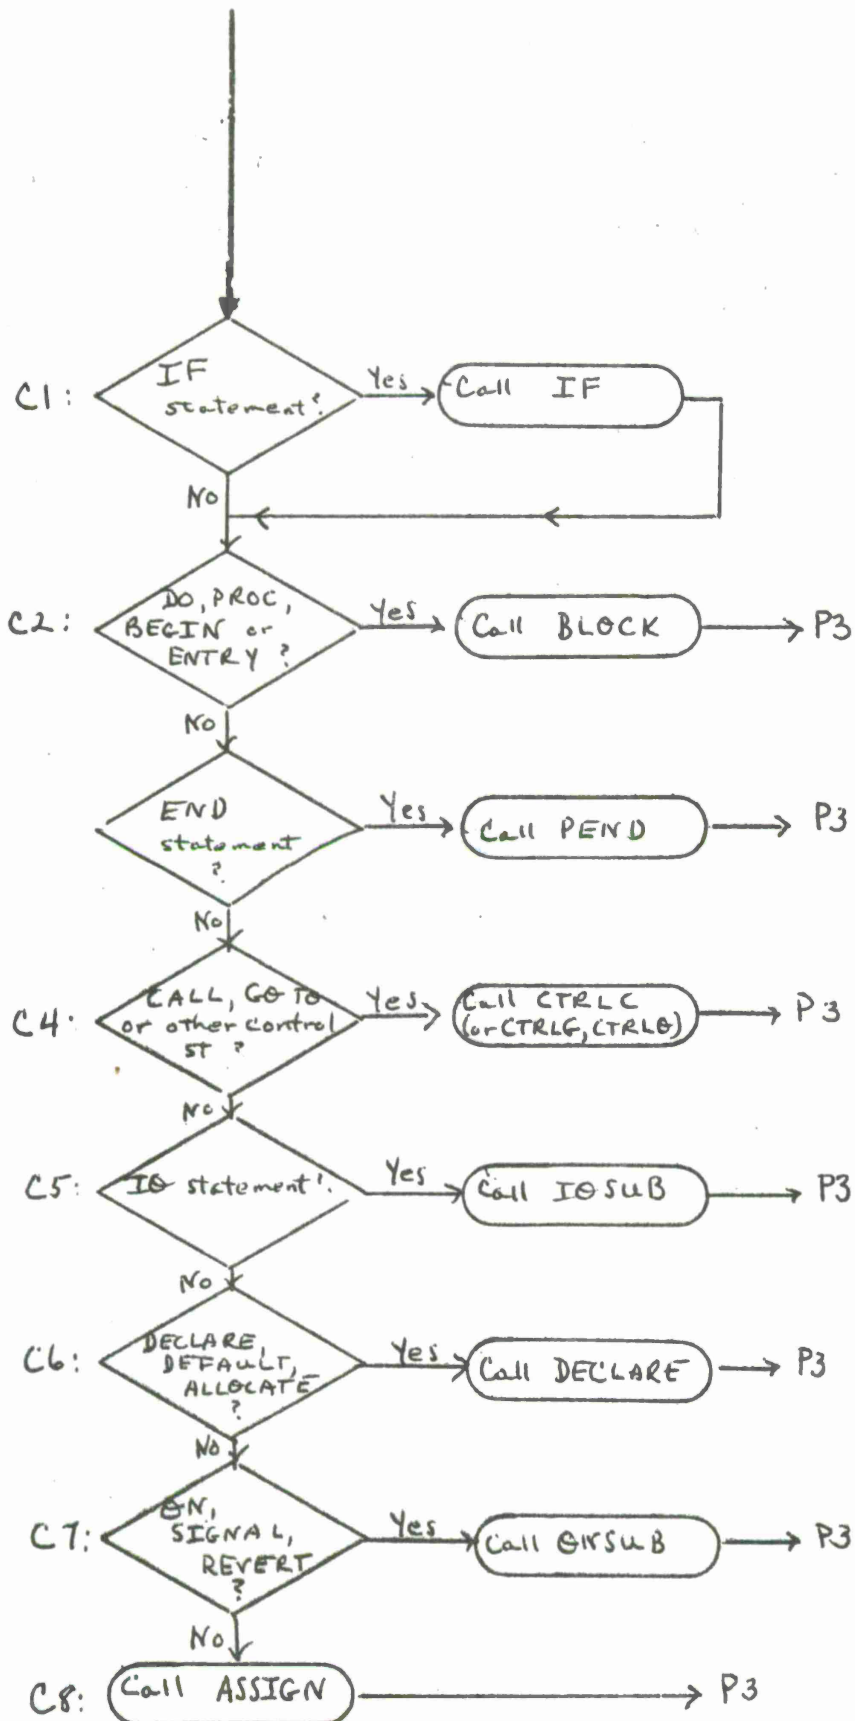 C1:
IF
statement?
Yes
Call IF
No
C2:
DO, PROC,
BEGIN or
ENTRY ?
Yes
Call BLOCK
P3
No
END
statement
?
Yes
Call PEND
P3
No
C4:
CALL, GO TO
or other control
ST ?
Yes
Call CTRLC
(or CTRLG, CTRLO)
P3
No
C5:
IO statement?
Yes
Call IOSUB
P3
No
C6:
DECLARE,
DEFAULT,
ALLOCATE
?
Yes
Call DECLARE
P3
No
C7:
ON,
SIGNAL,
REVERT
?
Yes
Call ONSUB
P3
No
C8:
Call ASSIGN
P3